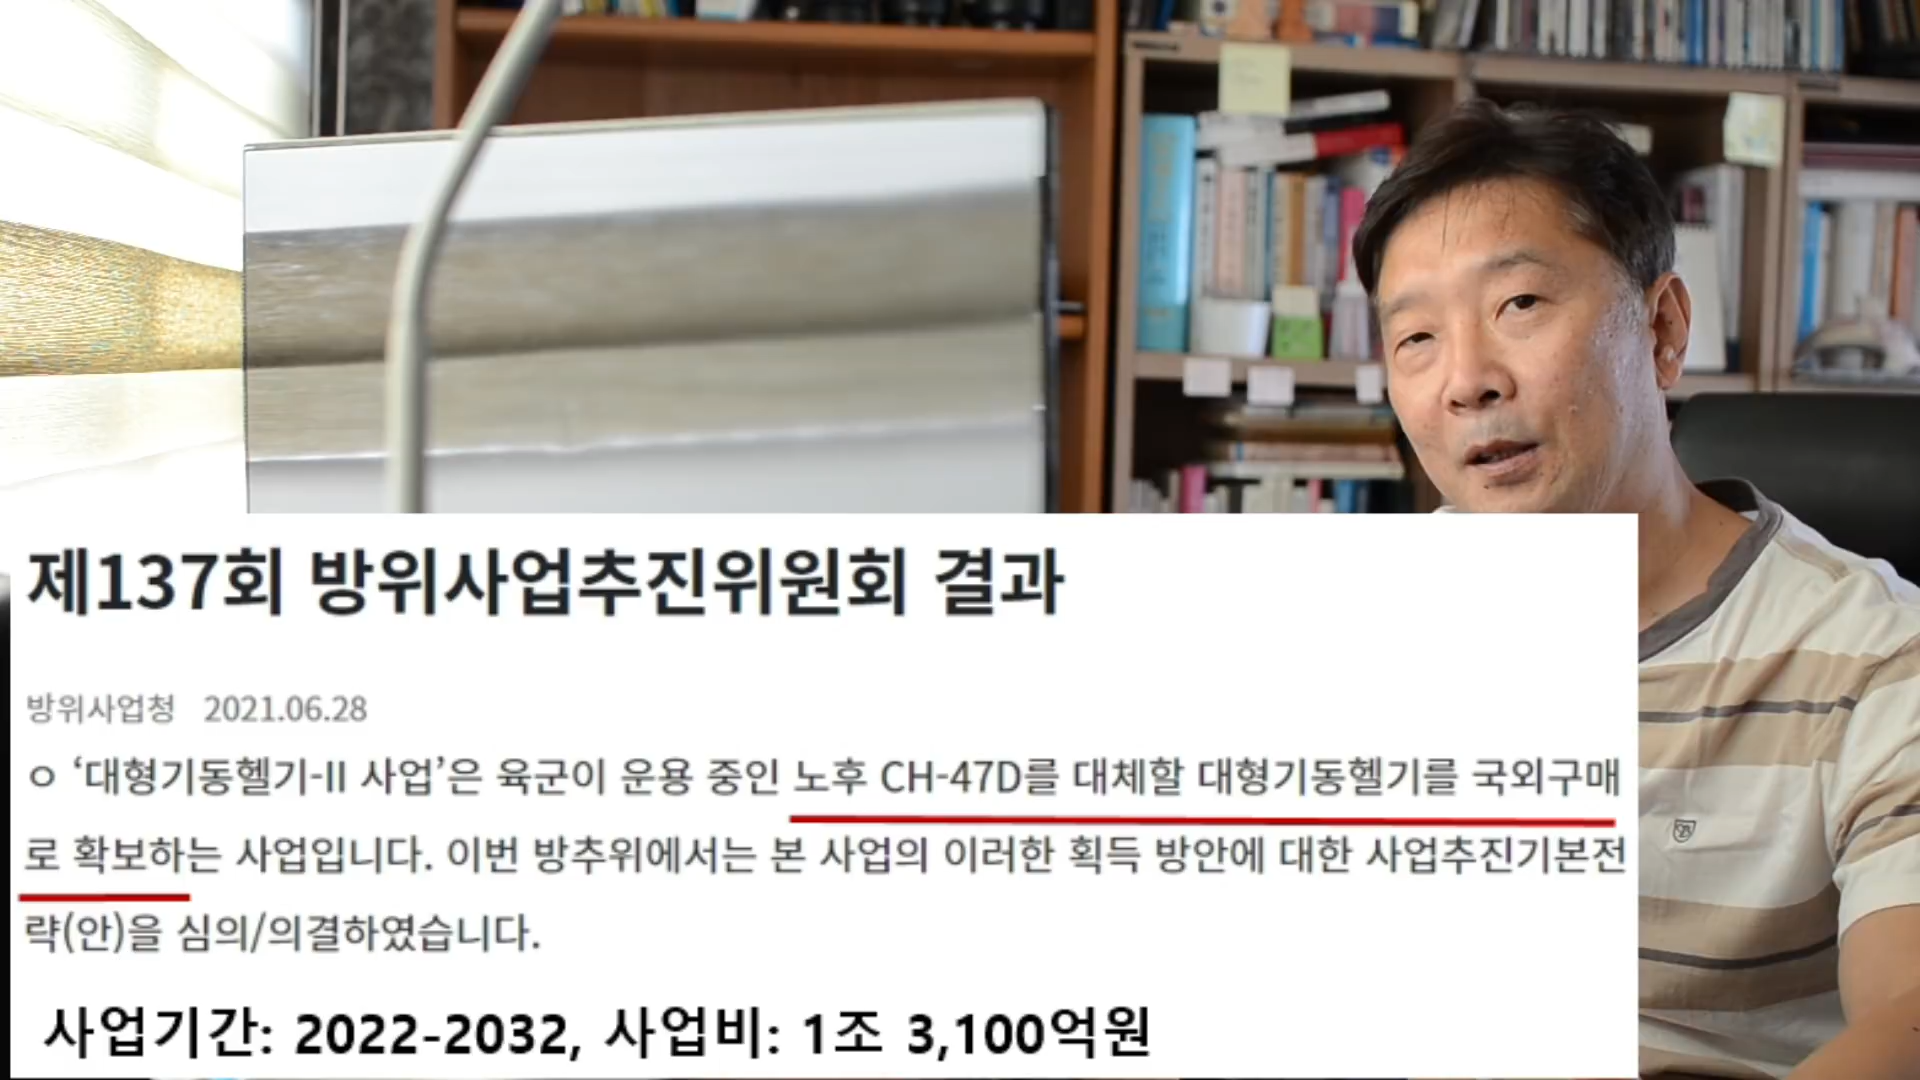 제137회 방위사업추진위원회 결과
방위사업청 2021.06.28
ㅇ ‘대형기동헬기-II 사업’은 육군이 운용 중인 노후 CH-47D를 대체할 대형기동헬기를 국외구매
로 확보하는 사업입니다. 이번 방추위에서는 본 사업의 이러한 획득 방안에 대한 사업추진기본전
략(안)을 심의/의결하였습니다.
사업기간: 2022-2032, 사업비: 1조 3,100억원